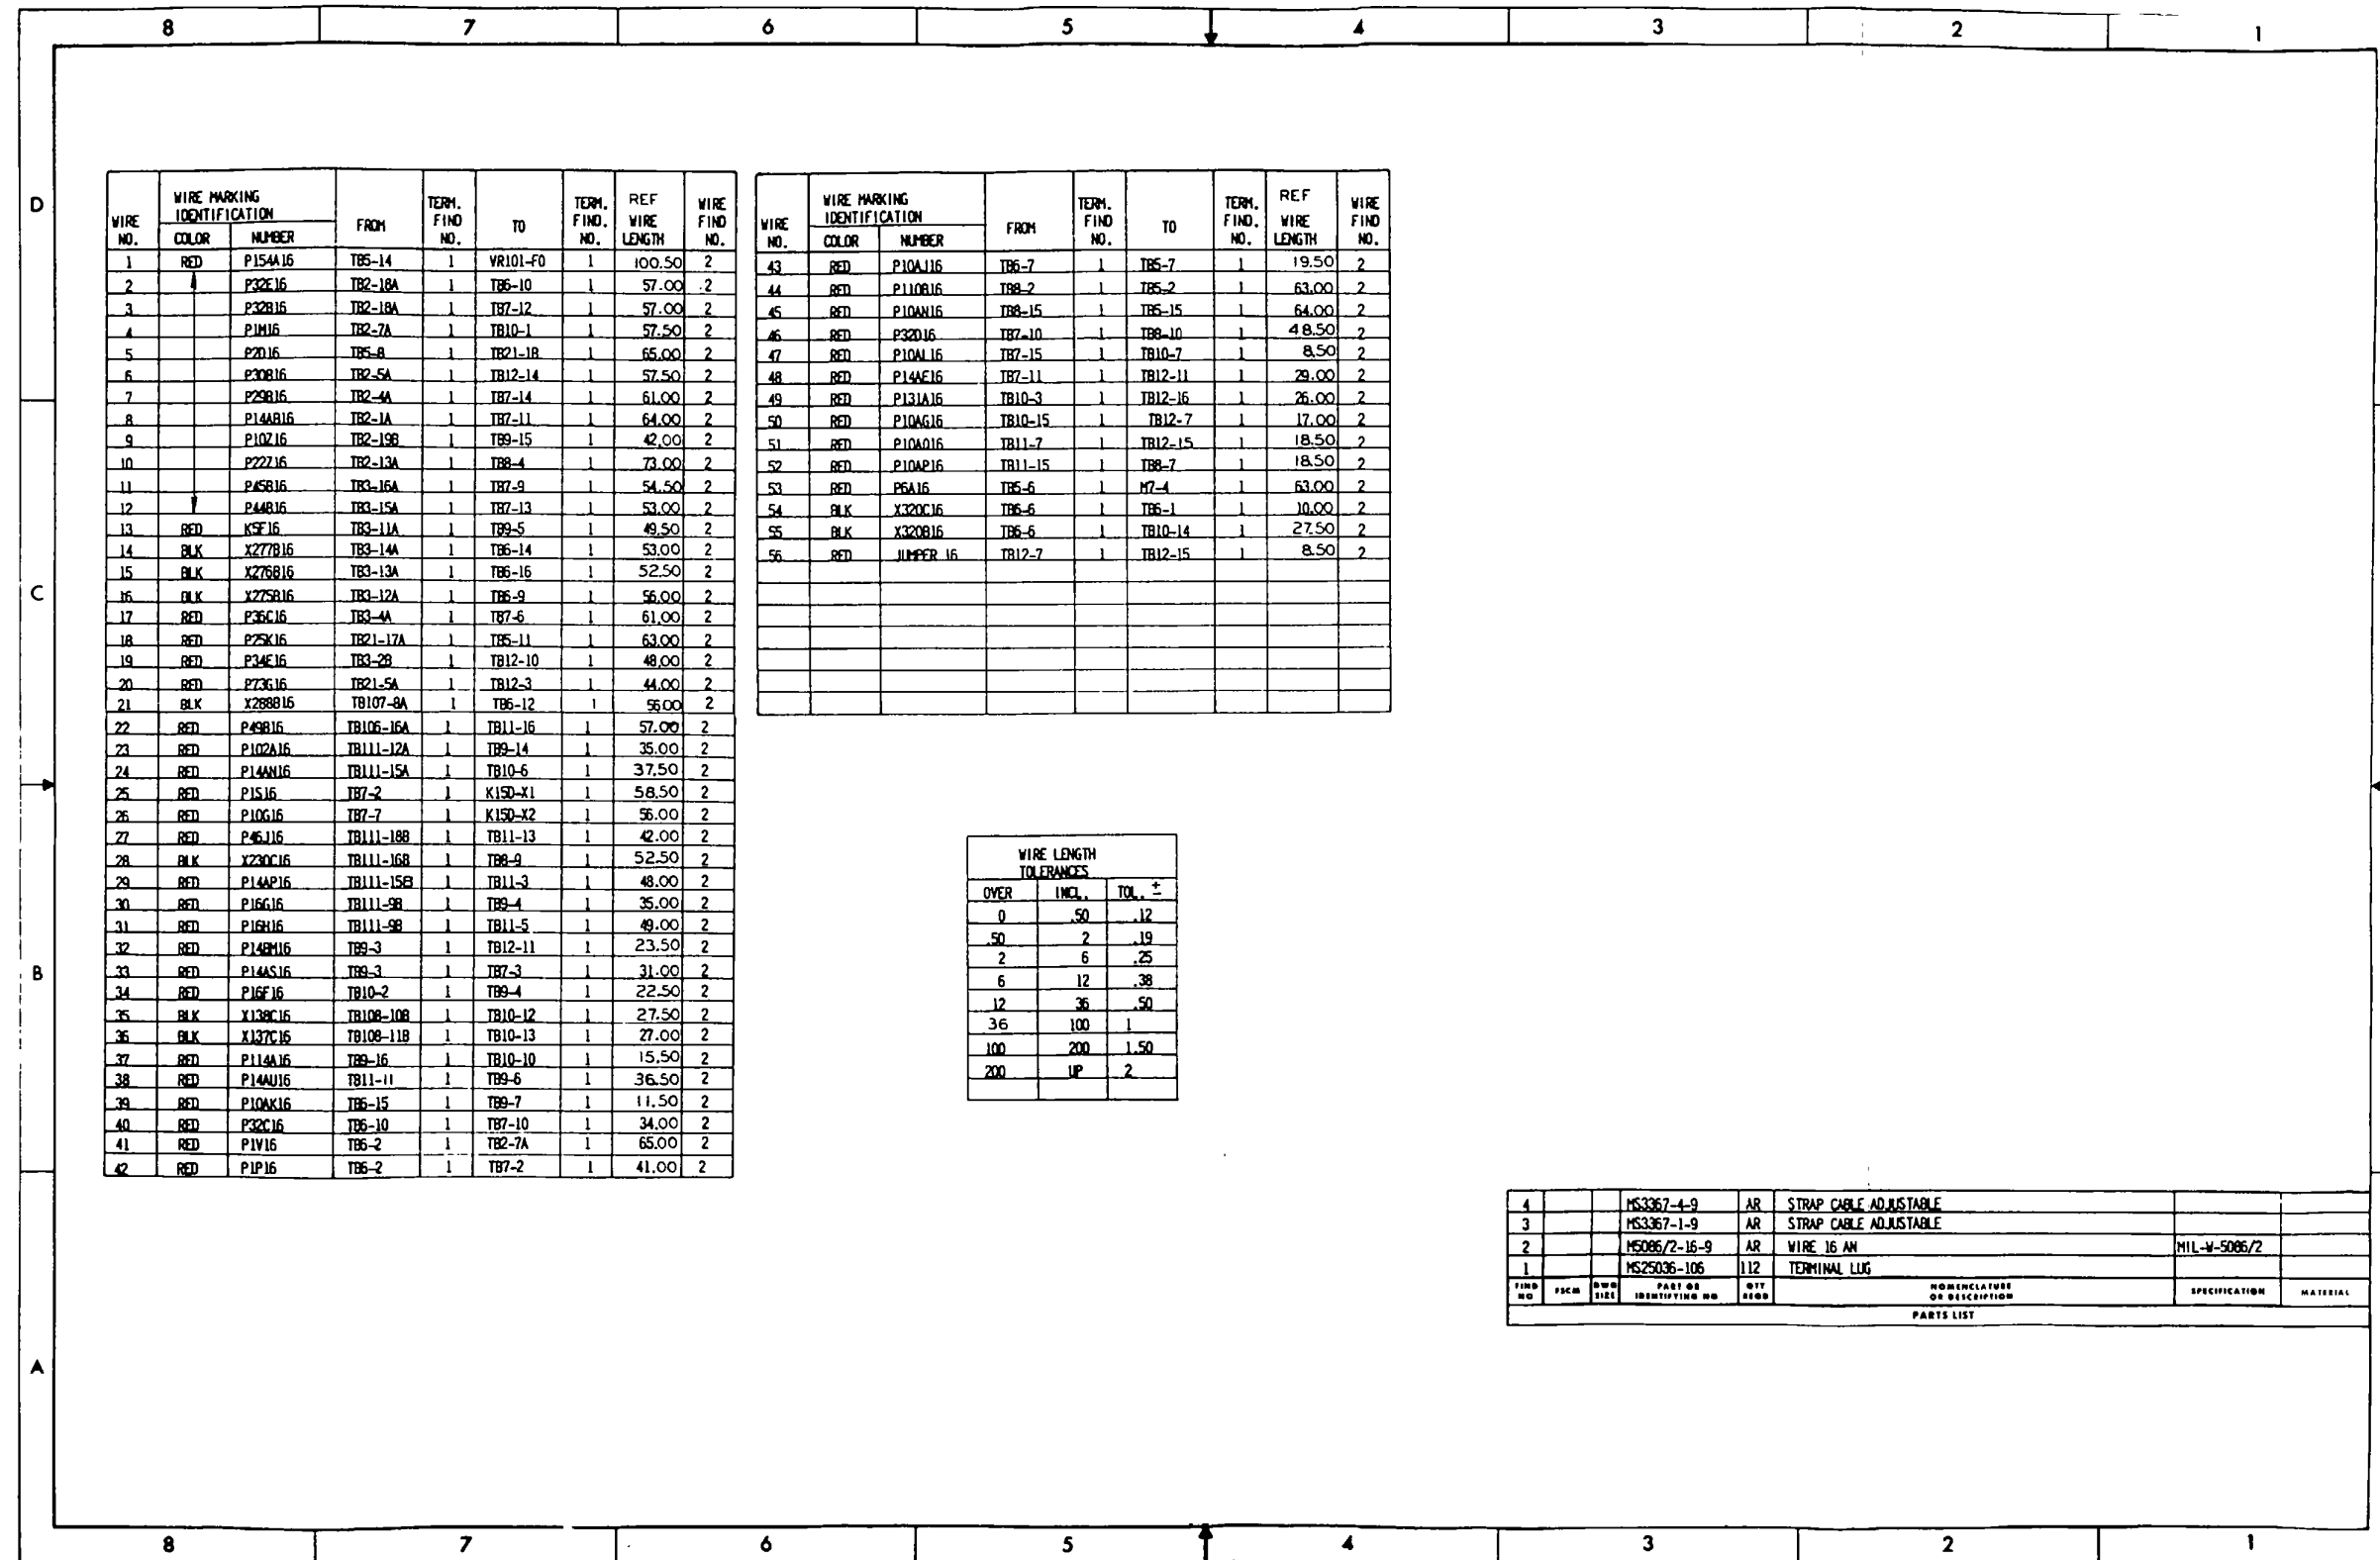 8 7 6 5 4 3 2 1
D
C
B
A
WIRE NO. WIRE MARKING IDENTIFICATION COLOR NUMBER FROM TERM. FIND NO. TO TERM. FIND. NO. REF WIRE LENGTH WIRE FIND NO.
1 RED P154A16 TB5-14 1 VR101-F0 1 100.50 2
2 P32E16 TB2-18A 1 TB6-10 1 57.00 2
3 P32B16 TB2-18A 1 TB7-12 1 57.00 2
4 P1M16 TB2-7A 1 TB10-1 1 57.50 2
5 P2D16 TB5-8 1 TB21-1B 1 65.00 2
6 P30B16 TB2-5A 1 TB12-14 1 57.50 2
7 P29B16 TB2-4A 1 TB7-14 1 61.00 2
8 P14AB16 TB2-1A 1 TB7-11 1 64.00 2
9 P10Z16 TB2-19B 1 TB9-15 1 42.00 2
10 P22Z16 TB2-13A 1 TB8-4 1 73.00 2
11 P45B16 TB3-16A 1 TB7-9 1 54.50 2
12 P44B16 TB3-15A 1 TB7-13 1 53.00 2
13 RED K5F16 TB3-11A 1 TB9-5 1 49.50 2
14 BLK X277B16 TB3-14A 1 TB6-14 1 53.00 2
15 BLK X276B16 TB3-13A 1 TB6-16 1 52.50 2
16 BLK X275B16 TB3-12A 1 TB6-9 1 56.00 2
17 RED P36C16 TB3-4A 1 TB7-6 1 61.00 2
18 RED P25K16 TB21-17A 1 TB5-11 1 63.00 2
19 RED P34E16 TB3-2B 1 TB12-10 1 48.00 2
20 RED P73G16 TB21-5A 1 TB12-3 1 44.00 2
21 BLK X288B16 TB107-8A 1 TB6-12 1 56.00 2
22 RED P49B16 TB106-16A 1 TB11-16 1 57.00 2
23 RED P102A16 TB111-12A 1 TB9-14 1 35.00 2
24 RED P14AN16 TB111-15A 1 TB10-6 1 37.50 2
25 RED P1S16 TB7-2 1 K15D-X1 1 58.50 2
26 RED P10G16 TB7-7 1 K15D-X2 1 56.00 2
27 RED P46J16 TB111-18B 1 TB11-13 1 42.00 2
28 BLK X230C16 TB111-16B 1 TB8-9 1 52.50 2
29 RED P14AP16 TB111-15B 1 TB11-3 1 48.00 2
30 RED P16G16 TB111-9B 1 TB9-4 1 35.00 2
31 RED P16H16 TB111-9B 1 TB11-5 1 49.00 2
32 RED P14BM16 TB9-3 1 TB12-11 1 23.50 2
33 RED P14AS16 TB9-3 1 TB7-3 1 31.00 2
34 RED P16F16 TB10-2 1 TB9-4 1 22.50 2
35 BLK X138C16 TB108-10B 1 TB10-12 1 27.50 2
36 BLK X137C16 TB108-11B 1 TB10-13 1 27.00 2
37 RED P114A16 TB9-16 1 TB10-10 1 15.50 2
38 RED P14AU16 TB11-11 1 TB9-6 1 36.50 2
39 RED P10AK16 TB6-15 1 TB9-7 1 11.50 2
40 RED P32C16 TB6-10 1 TB7-10 1 34.00 2
41 RED P1V16 TB6-2 1 TB2-7A 1 65.00 2
42 RED P1P16 TB6-2 1 TB7-2 1 41.00 2
WIRE NO. WIRE MARKING IDENTIFICATION COLOR NUMBER FROM TERM. FIND NO. TO TERM. FIND. NO. REF WIRE LENGTH WIRE FIND NO.
43 RED P10AJ16 TB6-7 1 TB5-7 1 19.50 2
44 RED P110B16 TB8-2 1 TB5-2 1 63.00 2
45 RED P10AN16 TB8-15 1 TB5-15 1 64.00 2
46 RED P32D16 TB7-10 1 TB8-10 1 48.50 2
47 RED P10AL16 TB7-15 1 TB10-7 1 8.50 2
48 RED P14AE16 TB7-11 1 TB12-11 1 29.00 2
49 RED P131A16 TB10-3 1 TB12-16 1 26.00 2
50 RED P10AG16 TB10-15 1 TB12-7 1 17.00 2
51 RED P10AO16 TB11-7 1 TB12-15 1 18.50 2
52 RED P10AP16 TB11-15 1 TB8-7 1 18.50 2
53 RED P6A16 TB5-6 1 M7-4 1 63.00 2
54 BLK X320C16 TB6-6 1 TB6-1 1 10.00 2
55 BLK X320B16 TB6-6 1 TB10-14 1 27.50 2
56 RED JUMPER 16 TB12-7 1 TB12-15 1 8.50 2
WIRE LENGTH
TOLERANCES
OVER INCL. TOL. ±
0 .50 .12
.50 2 .19
2 6 .25
6 12 .38
12 36 .50
36 100 1
100 200 1.50
200 UP 2
4 MS3367-4-9 AR STRAP CABLE ADJUSTABLE
3 MS3367-1-9 AR STRAP CABLE ADJUSTABLE
2 M5086/2-16-9 AR WIRE 16 AN MIL-W-5086/2
1 MS25036-106 112 TERMINAL LUG
FIND NO FSCM DWG SIZE PART OR IDENTIFYING NO QTY REQD NOMENCLATURE OR DESCRIPTION SPECIFICATION MATERIAL
PARTS LIST
8 7 6 5 4 3 2 1